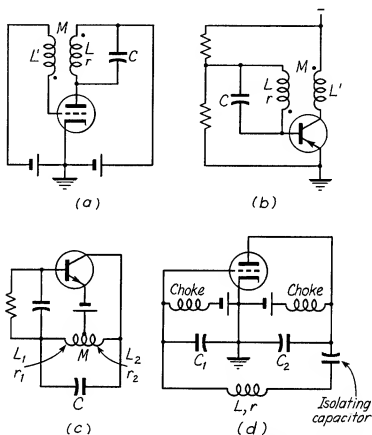 M
L'
L
r
C
(a)
M
L
r
C
L'
(b)
L₁
r₁
M
L₂
r₂
C
(c)
Choke
Choke
C₁
C₂
L, r
Isolating
capacitor
(d)